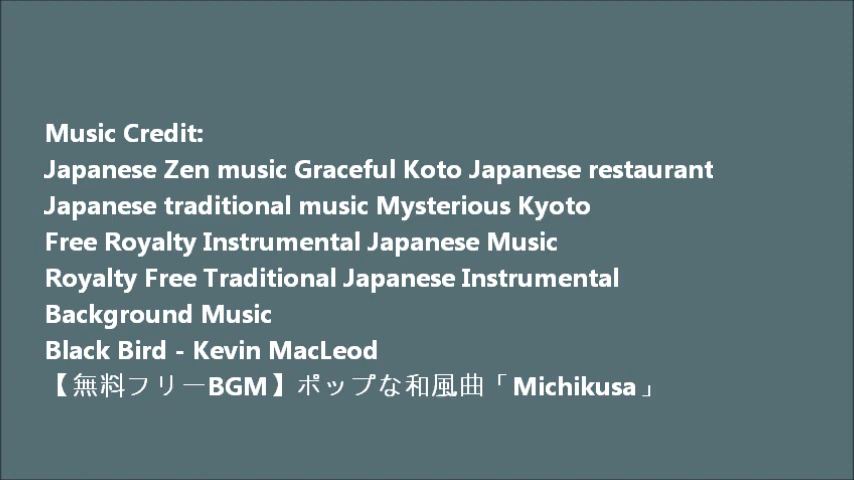 Music Credit:
Japanese Zen music Graceful Koto Japanese restaurant
Japanese traditional music Mysterious Kyoto
Free Royalty Instrumental Japanese Music
Royalty Free Traditional Japanese Instrumental
Background Music
Black Bird - Kevin MacLeod
【無料フリーBGM】ポップな和風曲「Michikusa」